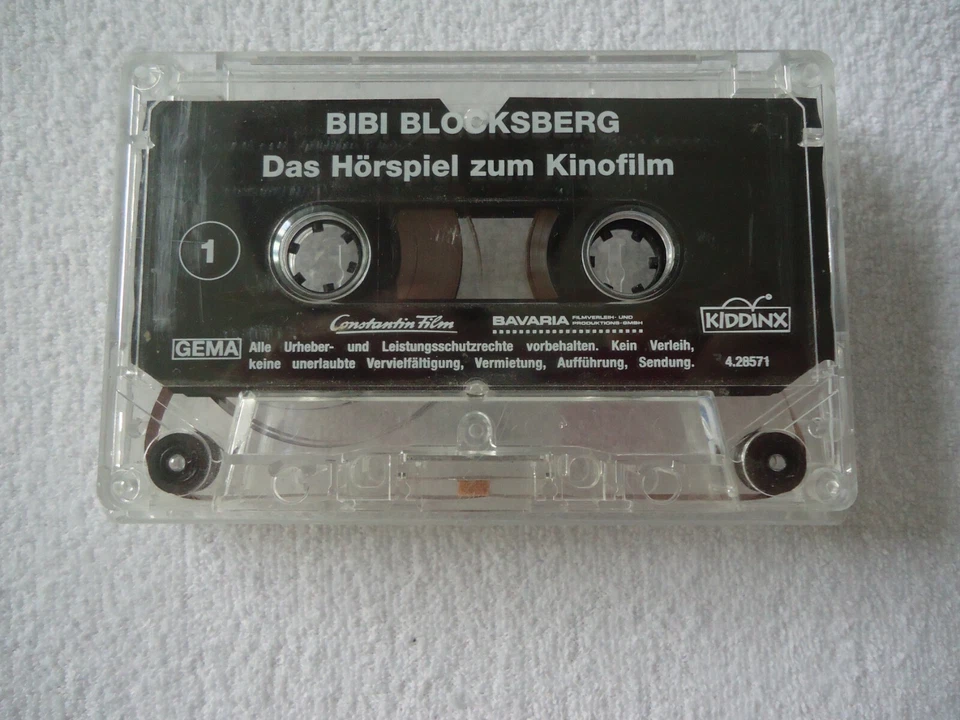 BIBI BLOCKSBERG
Das Hörspiel zum Kinofilm
1
Constantin Film
BAVARIA FILMVERLEIH- UND PRODUKTIONS-GMBH
KIDDINX
GEMA
Alle Urheber- und Leistungsschutzrechte vorbehalten. Kein Verleih,
keine unerlaubte Vervielfältigung, Vermietung, Aufführung, Sendung.
4.28571